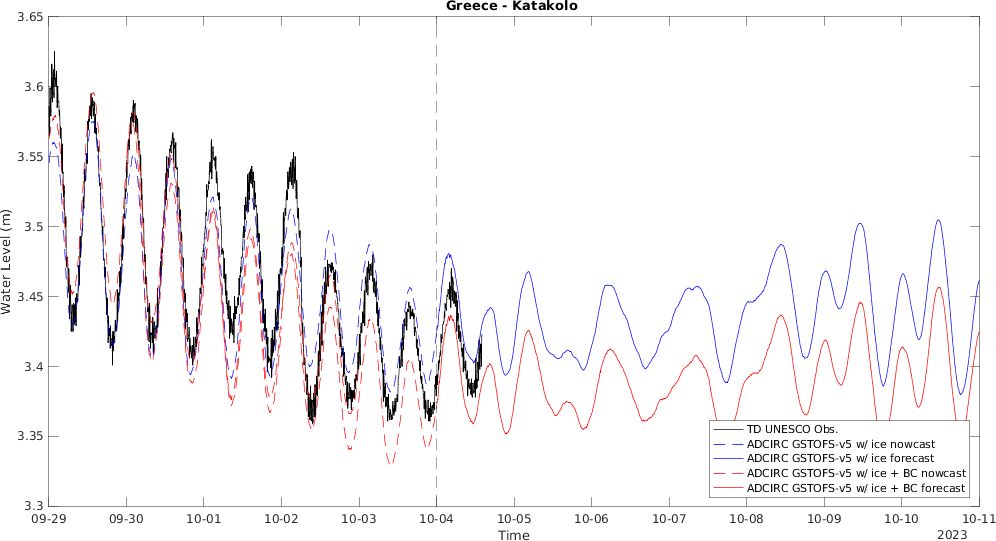 Greece - Katakolo
3.65
3.6
3.55
3.5
3.45
3.4
3.35
3.3
Water Level (m)
TD UNESCO Obs.
ADCIRC GSTOFS-v5 w/ ice nowcast
ADCIRC GSTOFS-v5 w/ ice forecast
ADCIRC GSTOFS-v5 w/ ice + BC nowcast
ADCIRC GSTOFS-v5 w/ ice + BC forecast
09-29 09-30 10-01 10-02 10-03 10-04 10-05 10-06 10-07 10-08 10-09 10-10 10-11
Time
2023